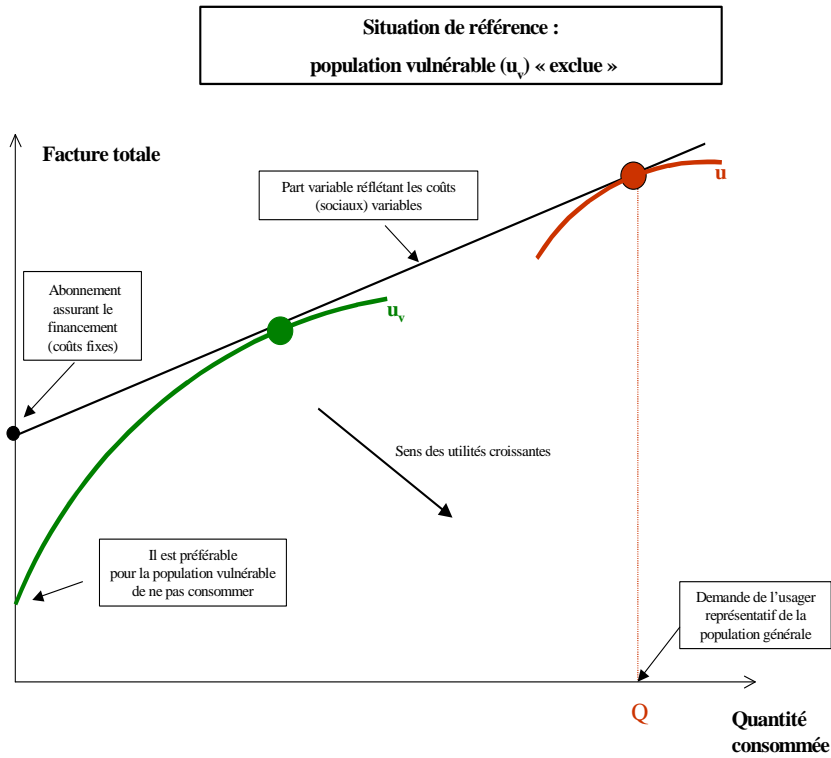 Situation de référence :
population vulnérable (uv) « exclue »
Facture totale
Part variable réflétant les coûts
(sociaux) variables
u
Abonnement
assurant le
financement
(coûts fixes)
uv
Sens des utilités croissantes
Il est préférable
pour la population vulnérable
de ne pas consommer
Demande de l’usager
représentatif de la
population générale
Q
Quantité
consommée